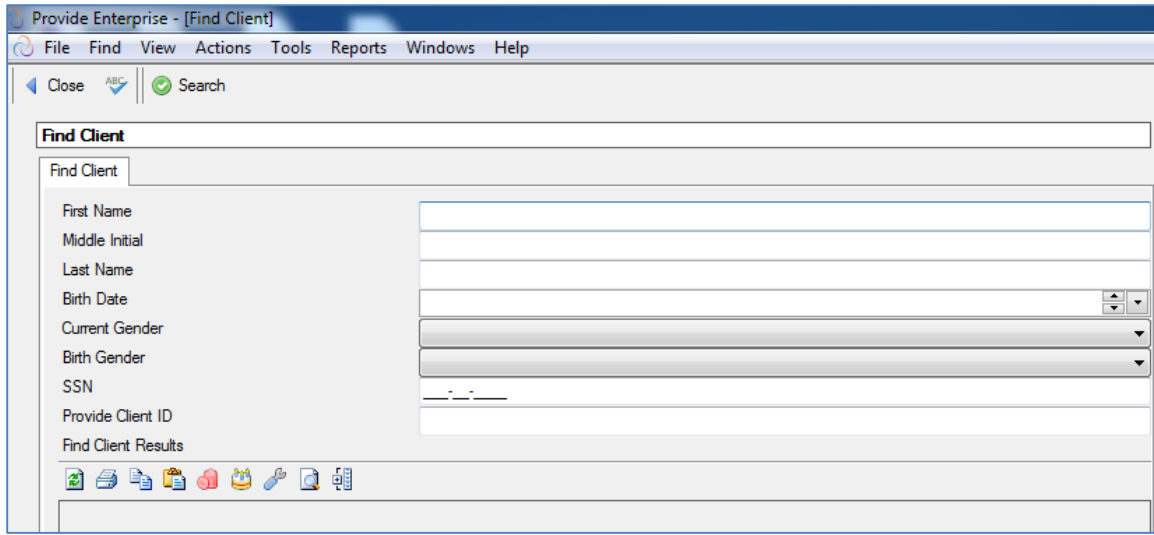 Provide Enterprise - [Find Client]
File Find View Actions Tools Reports Windows Help
Close ABC Search
Find Client
Find Client
First Name
Middle Initial
Last Name
Birth Date
Current Gender
Birth Gender
SSN ___-__-____
Provide Client ID
Find Client Results